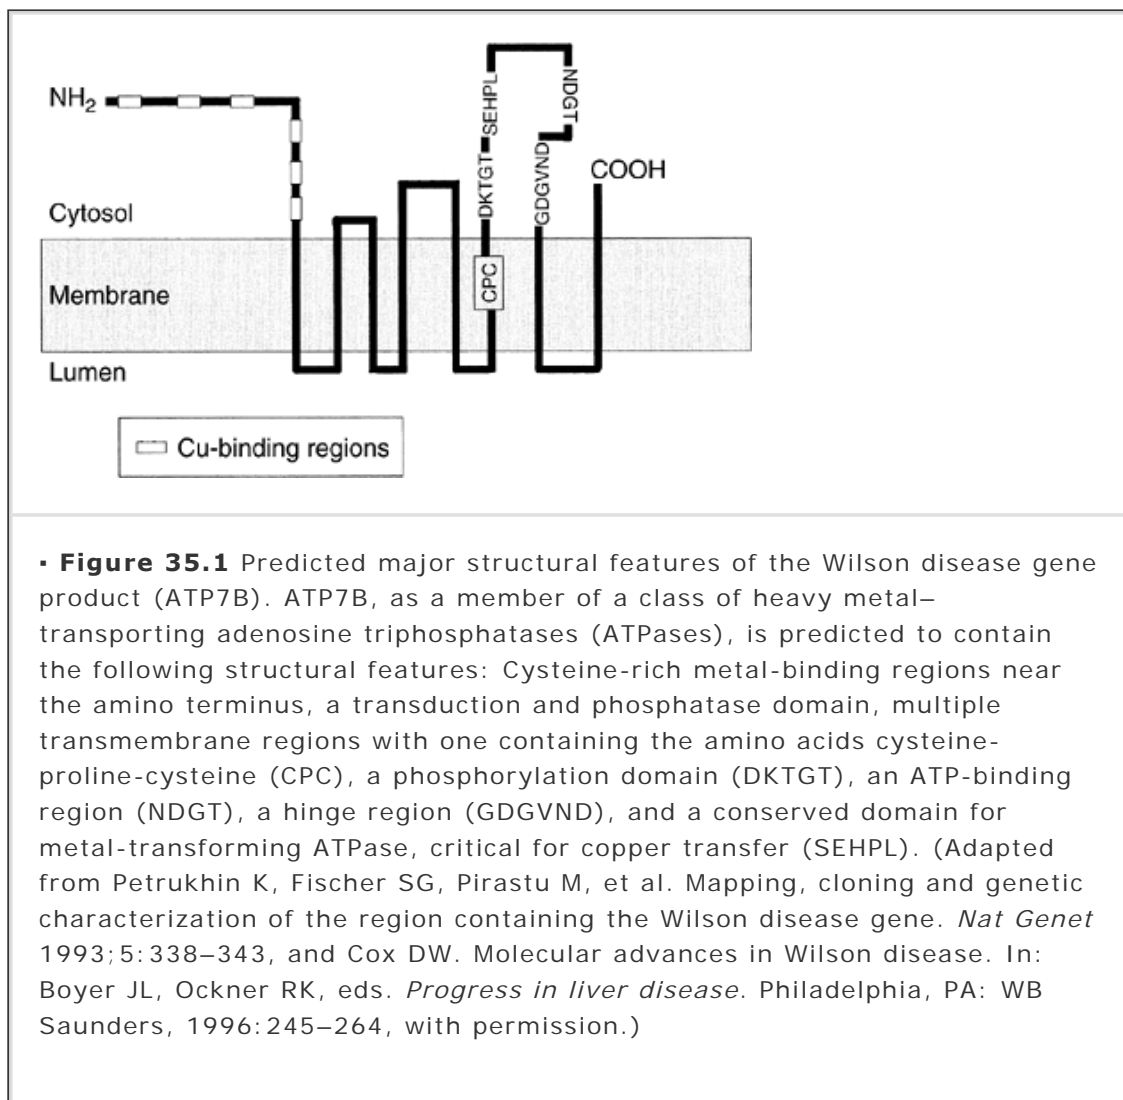 NH2
SEHPL
NDGT
DKTGT
GDGVND
COOH
Cytosol
CPC
Membrane
Lumen
Cu-binding regions
▪ Figure 35.1 Predicted major structural features of the Wilson disease gene
product (ATP7B). ATP7B, as a member of a class of heavy metal–
transporting adenosine triphosphatases (ATPases), is predicted to contain
the following structural features: Cysteine-rich metal-binding regions near
the amino terminus, a transduction and phosphatase domain, multiple
transmembrane regions with one containing the amino acids cysteine-
proline-cysteine (CPC), a phosphorylation domain (DKTGT), an ATP-binding
region (NDGT), a hinge region (GDGVND), and a conserved domain for
metal-transforming ATPase, critical for copper transfer (SEHPL). (Adapted
from Petrukhin K, Fischer SG, Pirastu M, et al. Mapping, cloning and genetic
characterization of the region containing the Wilson disease gene. Nat Genet
1993;5:338–343, and Cox DW. Molecular advances in Wilson disease. In:
Boyer JL, Ockner RK, eds. Progress in liver disease. Philadelphia, PA: WB
Saunders, 1996:245–264, with permission.)